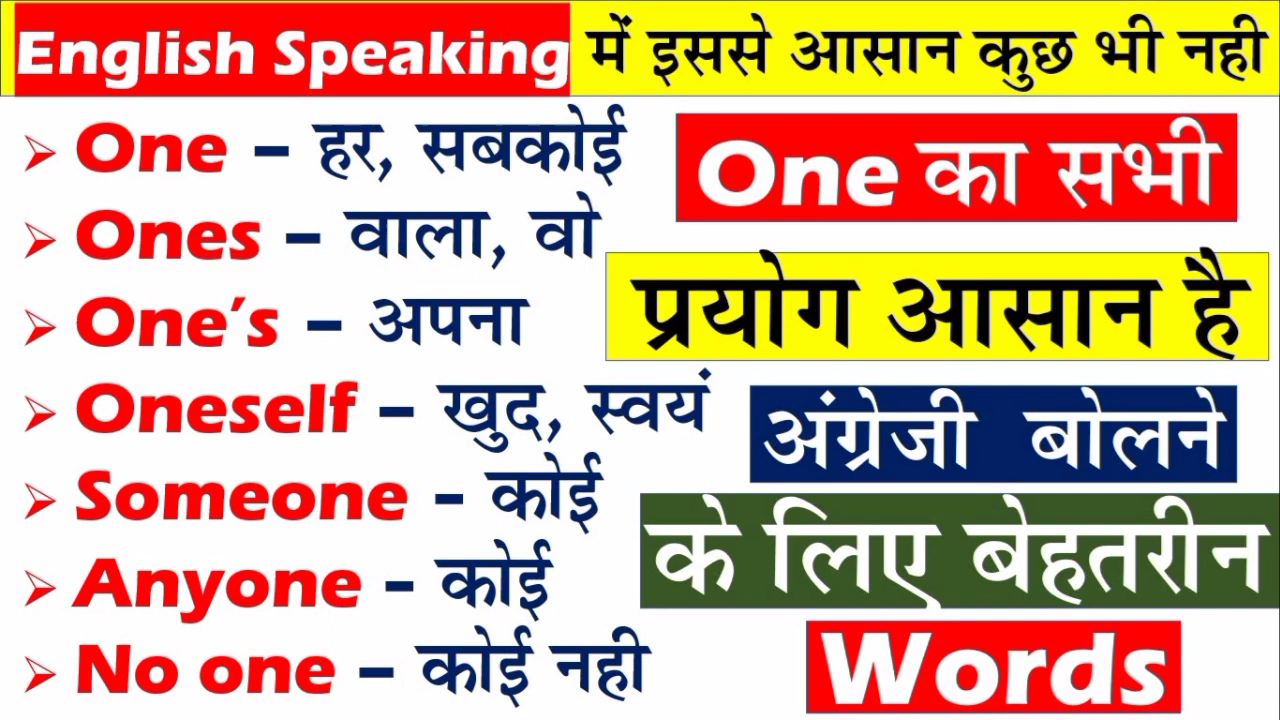 English Speaking में इससे आसान कुछ भी नही
➢ One – हर, सबकोई
➢ Ones – वाला, वो
➢ One’s – अपना
➢ Oneself – खुद, स्वयं
➢ Someone – कोई
➢ Anyone – कोई
➢ No one – कोई नही
One का सभी
प्रयोग आसान है
अंग्रेजी बोलने
के लिए बेहतरीन
Words